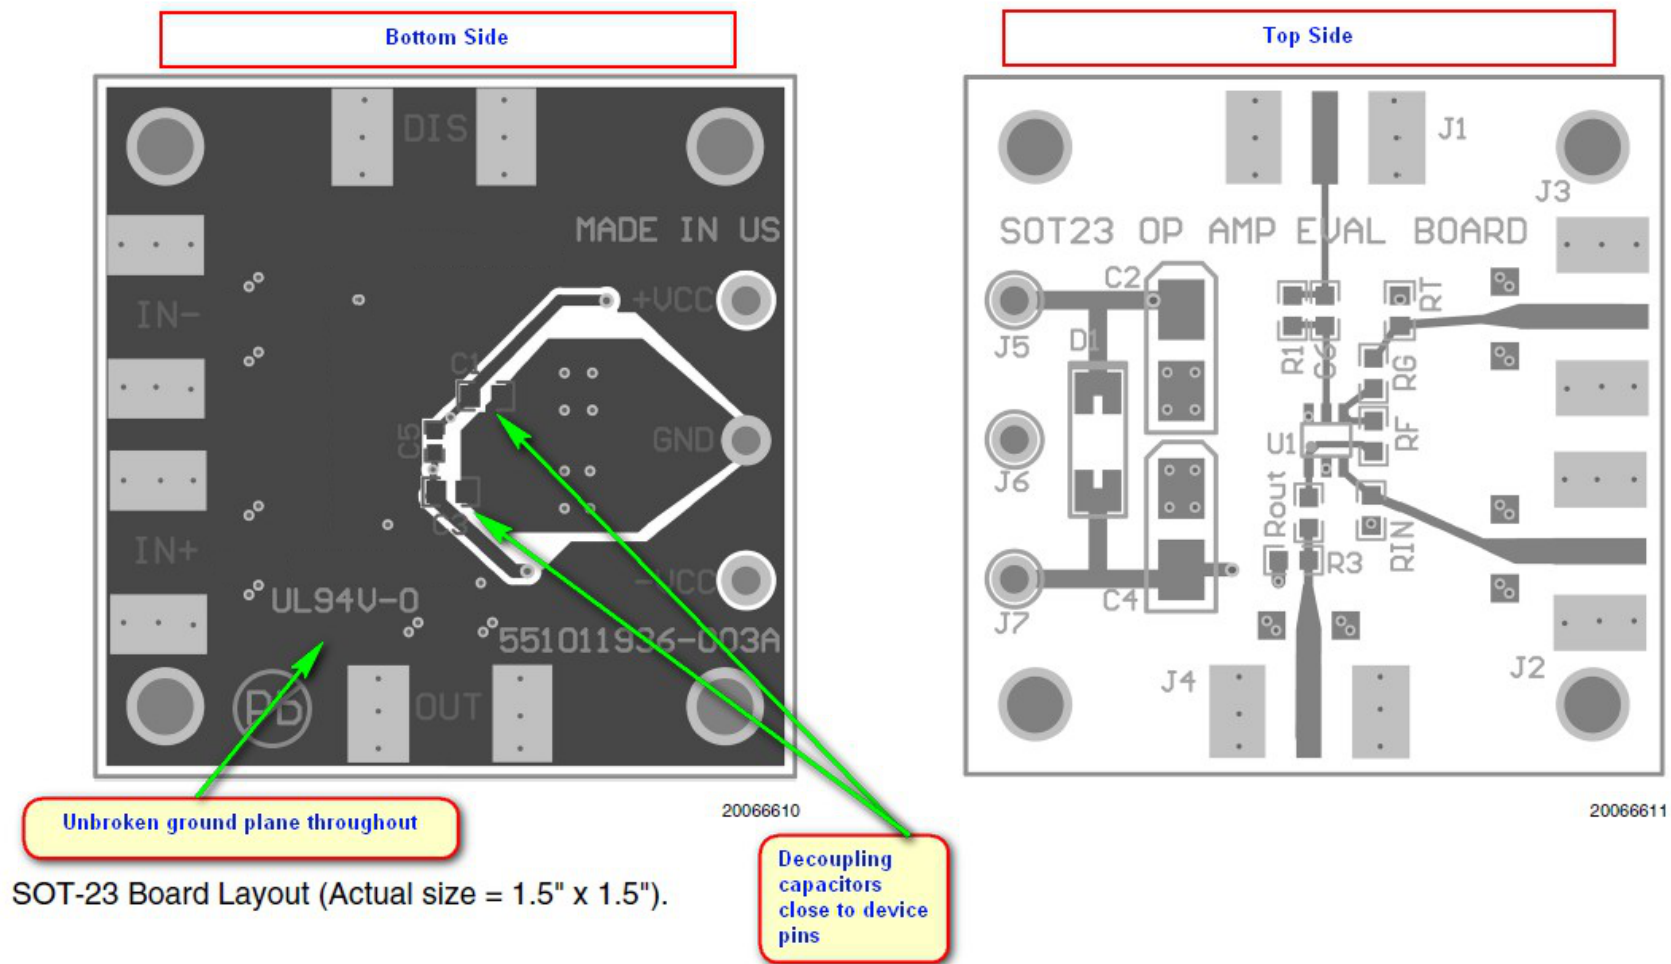 Bottom Side
DIS
MADE IN US
+VCC
IN-
C1
C5
GND
C3
IN+
-VCC
UL94V-0
551011936-003A
Pb
OUT
20066610
Unbroken ground plane throughout
Decoupling
capacitors
close to device
pins
SOT-23 Board Layout (Actual size = 1.5" x 1.5").
Top Side
J1
J3
SOT23 OP AMP EVAL BOARD
C2
RT
J5
D1
R1
C6
RG
U1
RF
J6
Rout
RIN
R3
C4
J7
J4
J2
20066611